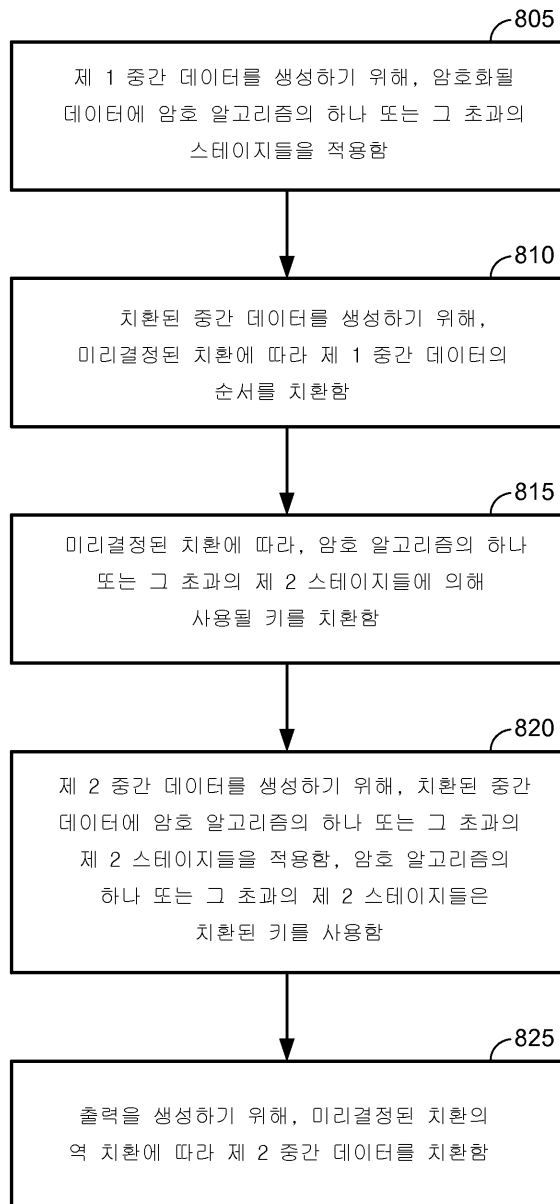 805
제 1 중간 데이터를 생성하기 위해, 암호화될
데이터에 암호 알고리즘의 하나 또는 그 초과의
스테이지들을 적용함
810
치환된 중간 데이터를 생성하기 위해,
미리결정된 치환에 따라 제 1 중간 데이터의
순서를 치환함
815
미리결정된 치환에 따라, 암호 알고리즘의 하나
또는 그 초과의 제 2 스테이지들에 의해
사용될 키를 치환함
820
제 2 중간 데이터를 생성하기 위해, 치환된 중간
데이터에 암호 알고리즘의 하나 또는 그 초과의
제 2 스테이지들을 적용함, 암호 알고리즘의
하나 또는 그 초과의 제 2 스테이지들은
치환된 키를 사용함
825
출력을 생성하기 위해, 미리결정된 치환의
역 치환에 따라 제 2 중간 데이터를 치환함